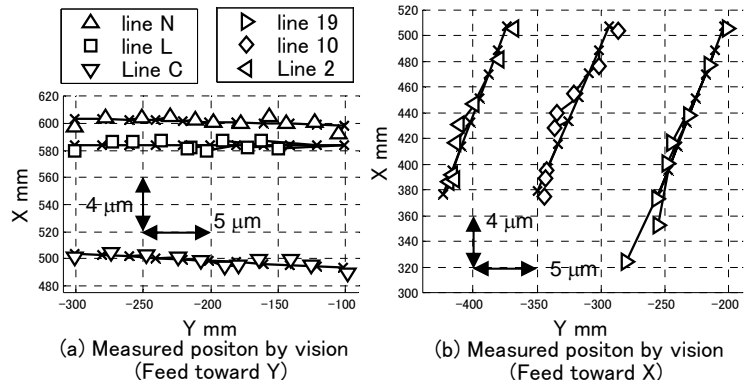 line N
line L
Line C
line 19
line 10
Line 2
X mm
620
600
580
560
540
520
500
480
4 μm
5 μm
-300 -250 -200 -150 -100
Y mm
(a) Measured positon by vision
(Feed toward Y)
X mm
520
500
480
460
440
420
400
380
360
340
320
300
4 μm
5 μm
-400 -350 -300 -250 -200
Y mm
(b) Measured positon by vision
(Feed toward X)